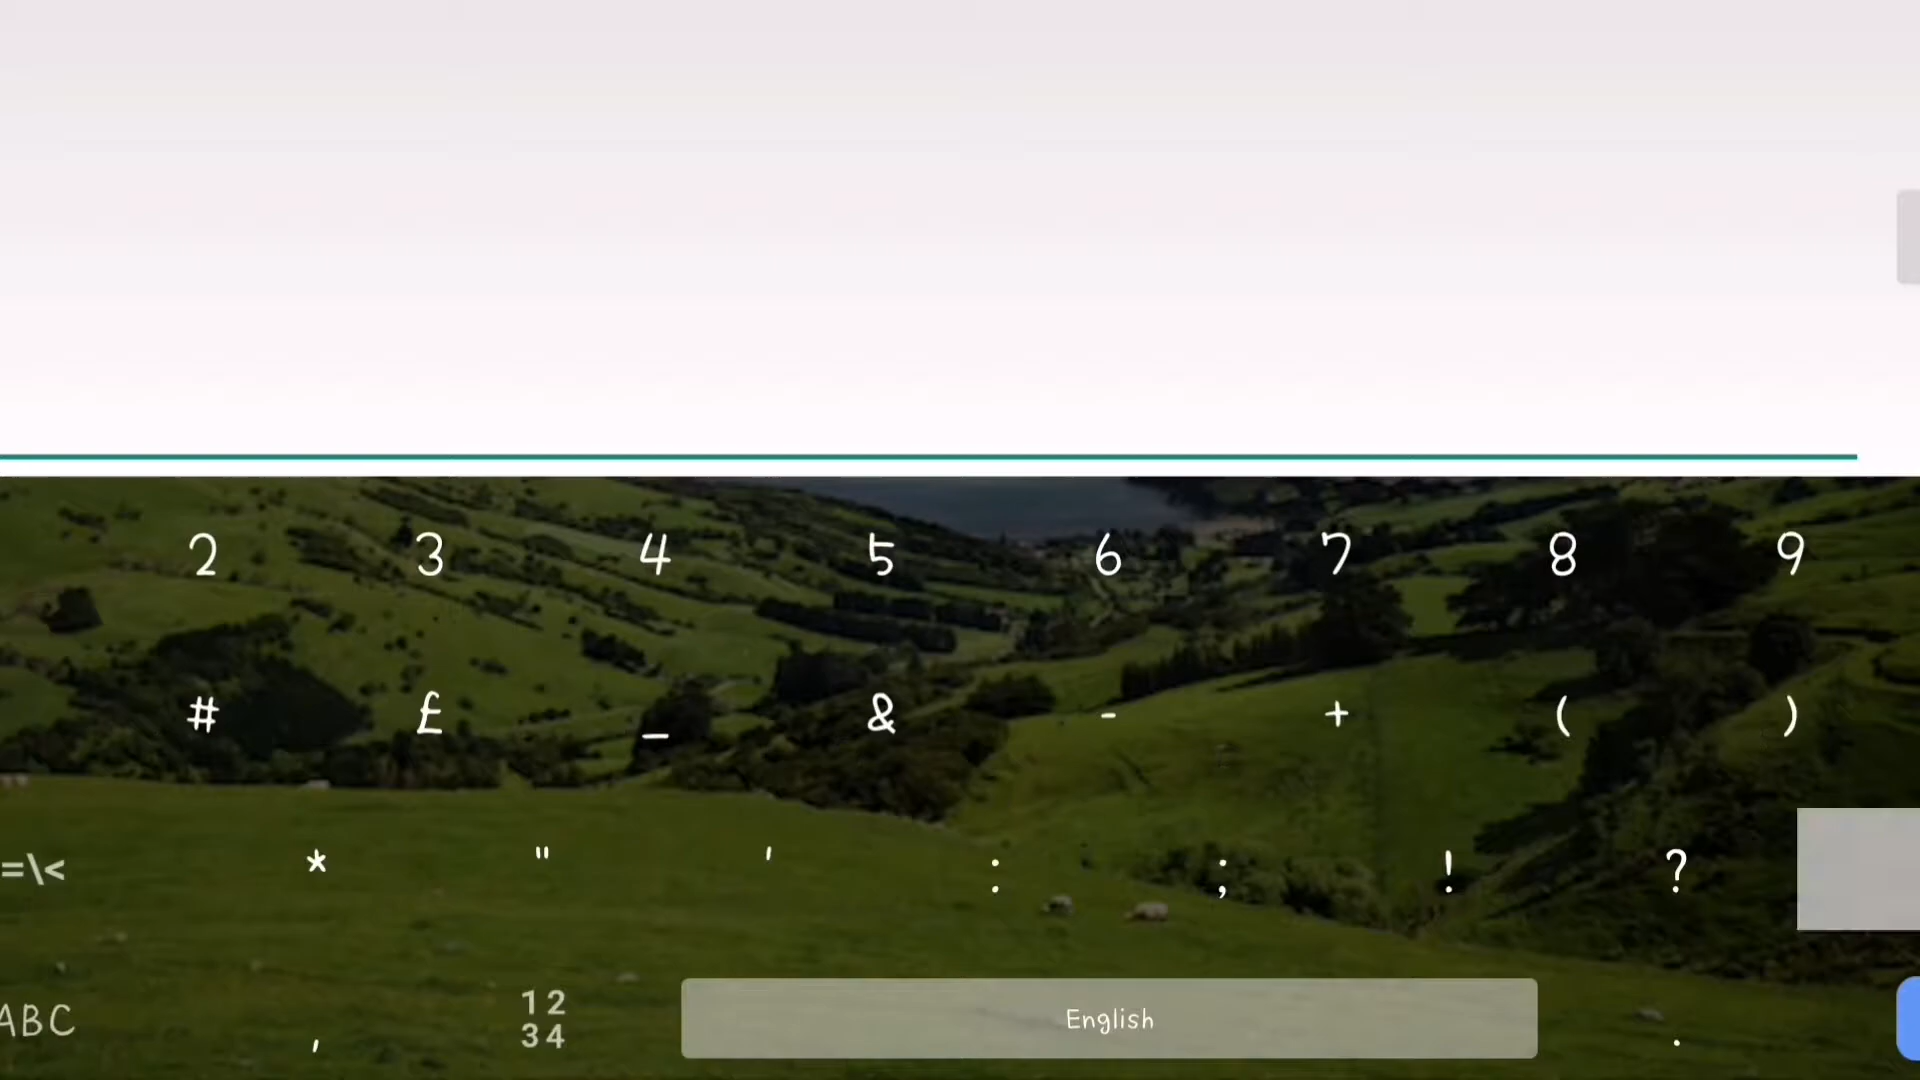 2 3 4 5 6 7 8 9
# £ _ & - + ( )
=\< * " ' : ; ! ?
ABC , 12 English .
34